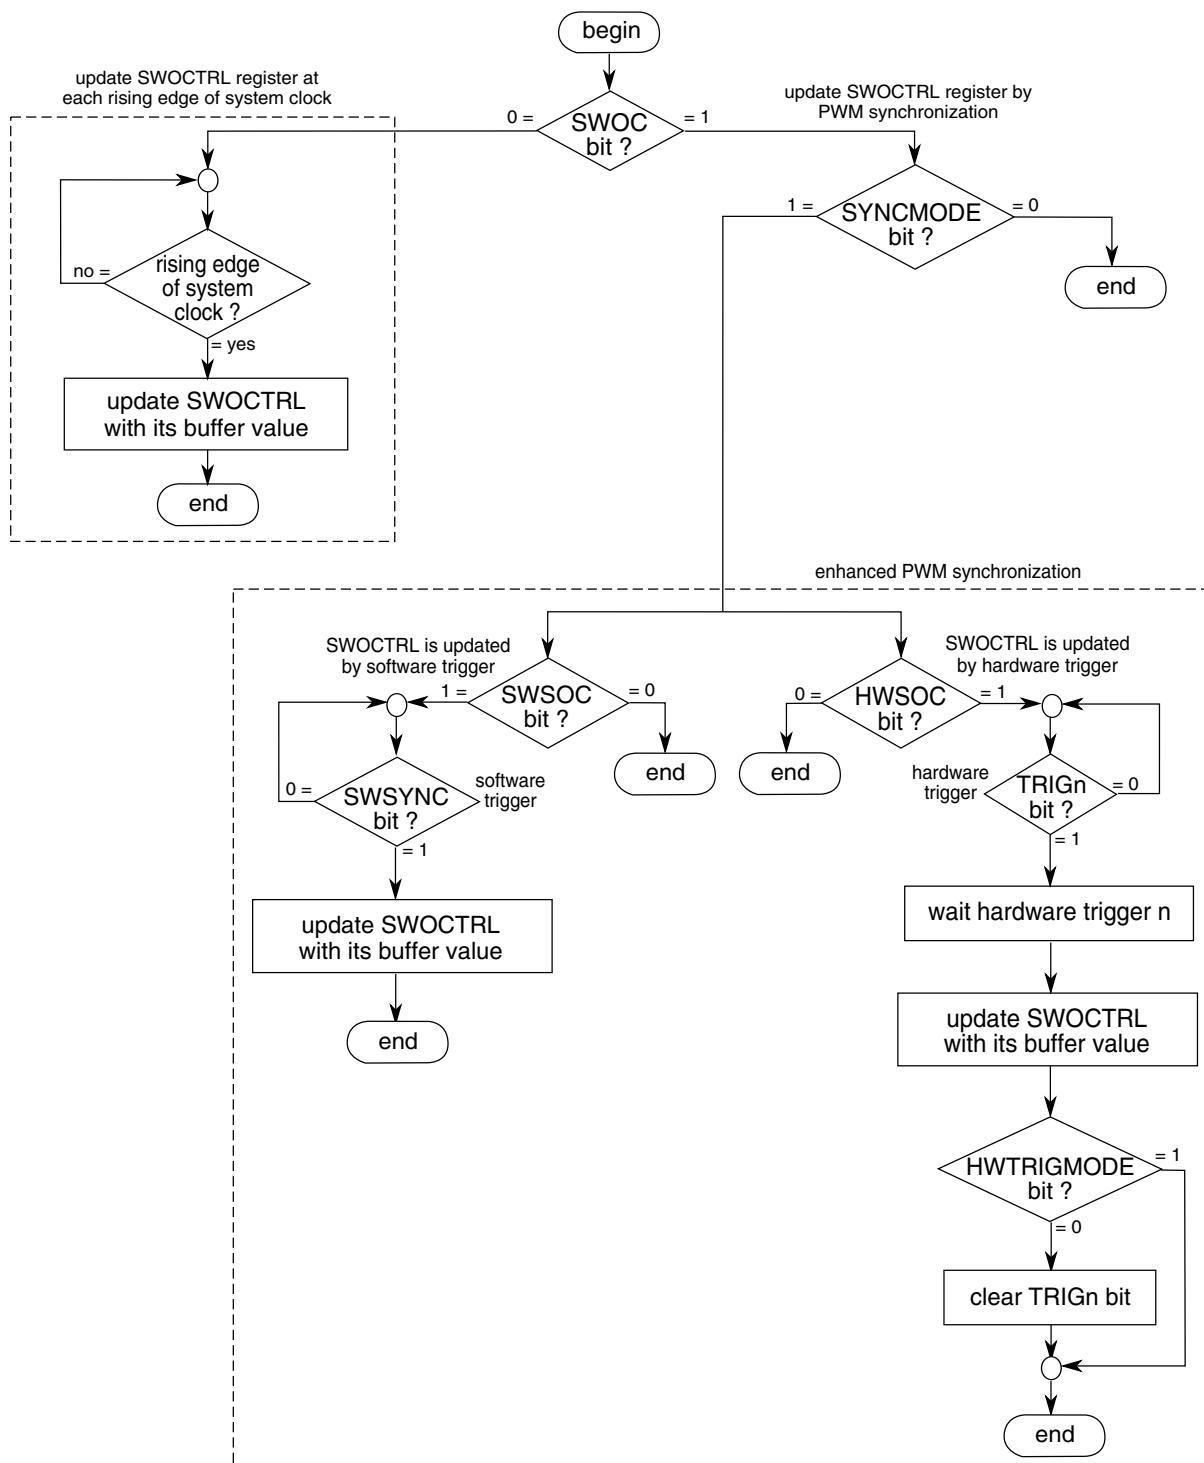 begin
update SWOCTRL register at
each rising edge of system clock
update SWOCTRL register by
PWM synchronization
0 =
SWOC
bit ?
= 1
1 =
SYNCMODE
bit ?
= 0
end
no =
rising edge
of system
clock ?
= yes
update SWOCTRL
with its buffer value
end
enhanced PWM synchronization
SWOCTRL is updated
by software trigger
SWOCTRL is updated
by hardware trigger
1 =
SWSOC
bit ?
= 0
end
0 =
HWSOC
bit ?
= 1
end
0 =
SWSYNC
bit ?
software
trigger
= 1
hardware
trigger
TRIGn
bit ?
= 0
= 1
update SWOCTRL
with its buffer value
end
wait hardware trigger n
update SWOCTRL
with its buffer value
HWTRIGMODE
bit ?
= 1
= 0
clear TRIGn bit
end